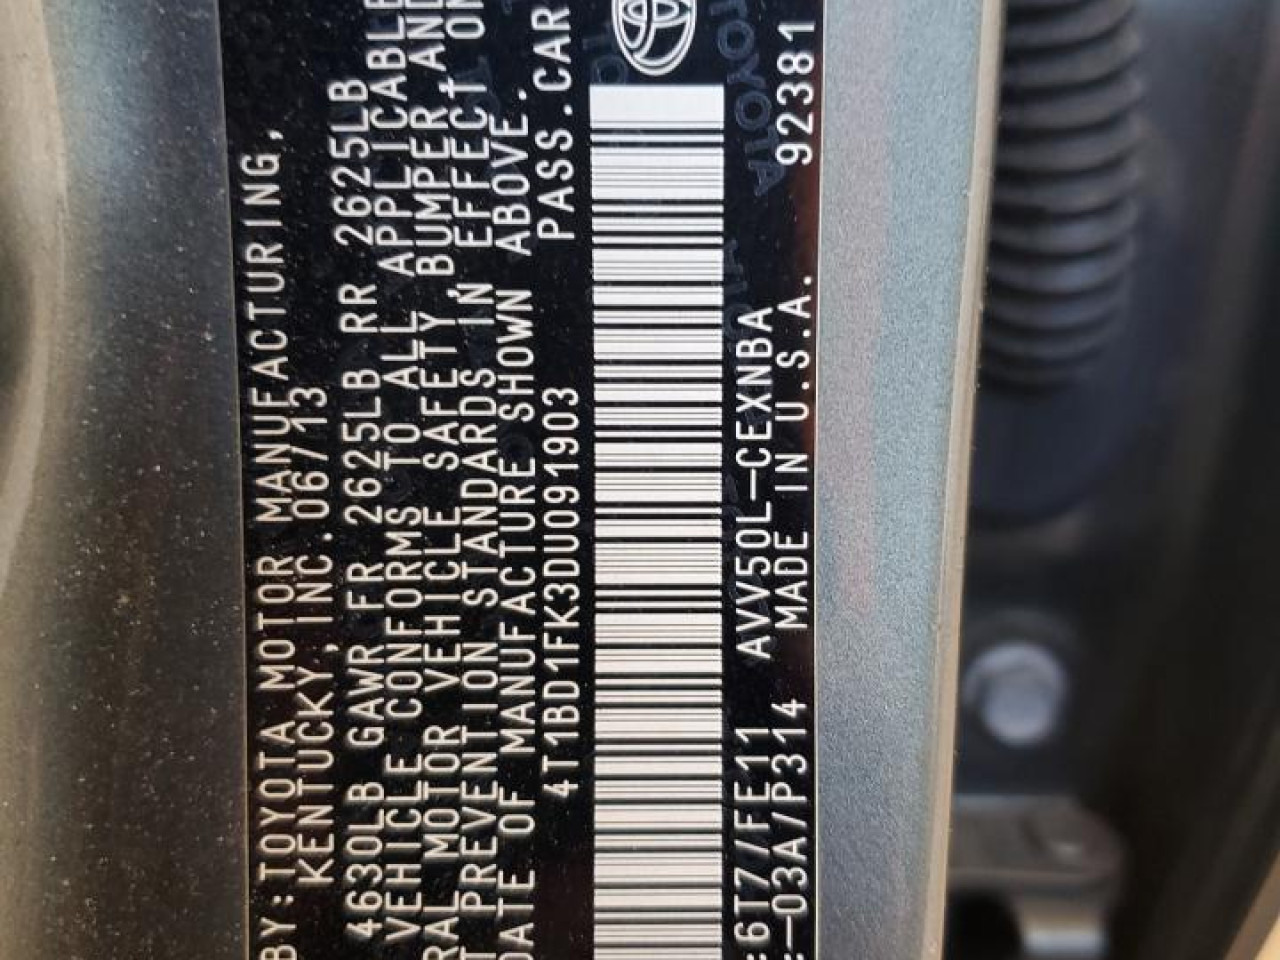 BY:TOYOTA MOTOR MANUFACTURING,
KENTUCKY, INC. 06/13
4630LB GAWR FR 2625LB RR 2625LB
VEHICLE CONFORMS TO ALL APPLICABLE
RAL MOTOR VEHICLE SAFETY, BUMPER, AND
T PREVENTION STANDARDS IN EFFECT ON
DATE OF MANUFACTURE SHOWN ABOVE.
4T1BD1FK3DU091903 PASS.CAR
:6T7/FE11 AVV50L-CEXNBA
:-03A/P314 MADE IN U.S.A. 92381
TOYOTA